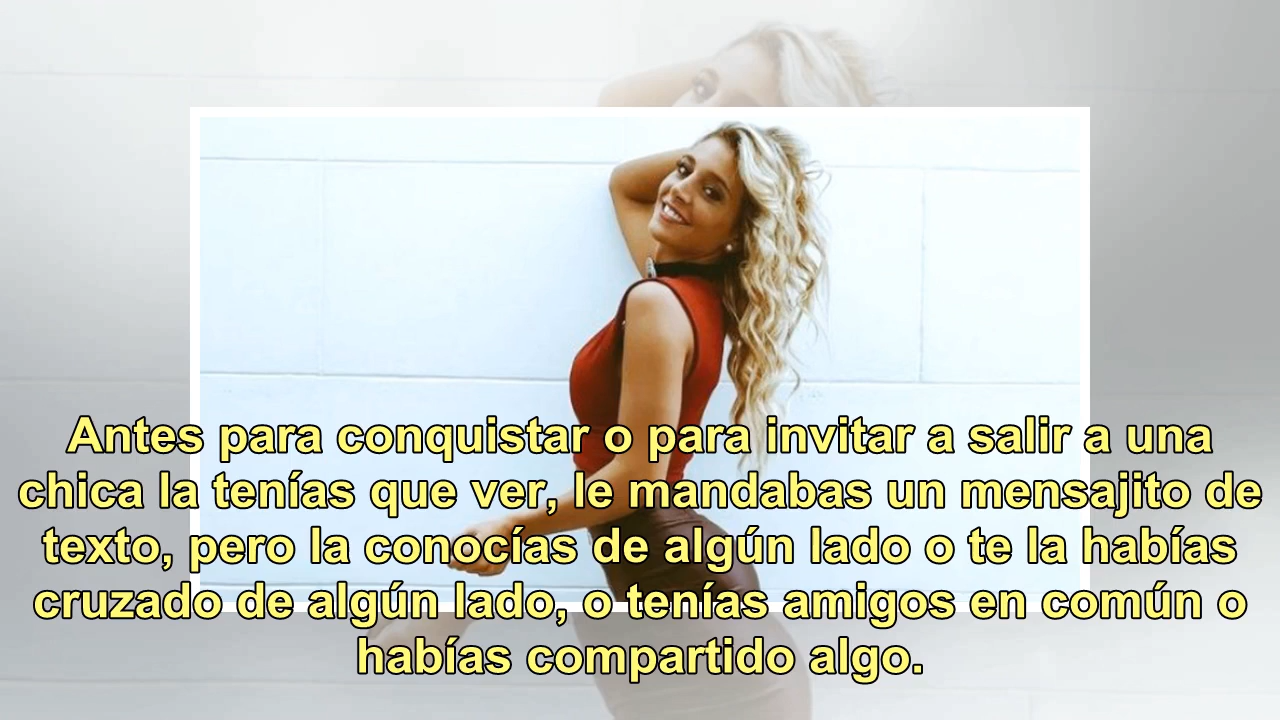 Antes para conquistar o para invitar a salir a una
chica la tenías que ver, le mandabas un mensajito de
texto, pero la conocías de algún lado o te la habías
cruzado de algún lado, o tenías amigos en común o
habías compartido algo.